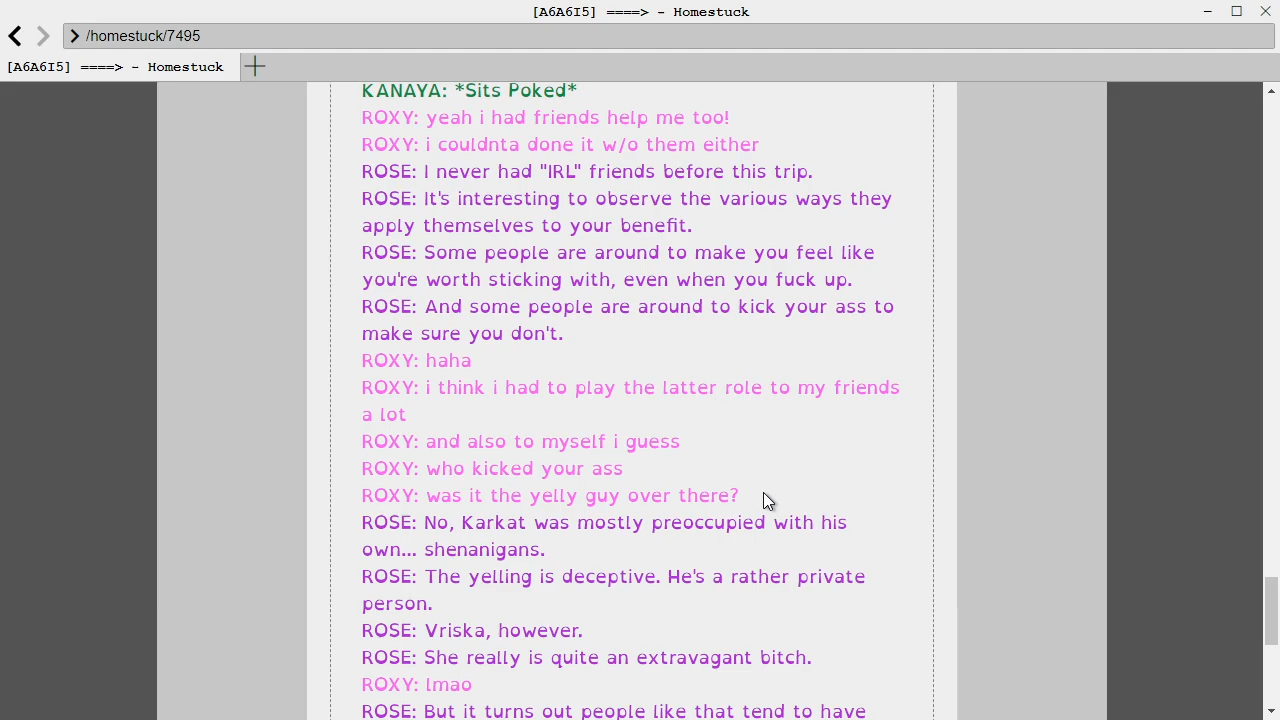 [A6A6I5] ====> - Homestuck
/homestuck/7495
[A6A6I5] ====> - Homestuck
KANAYA: *Sits Poked*
ROXY: yeah i had friends help me too!
ROXY: i couldnta done it w/o them either
ROSE: I never had "IRL" friends before this trip.
ROSE: It's interesting to observe the various ways they
apply themselves to your benefit.
ROSE: Some people are around to make you feel like
you're worth sticking with, even when you fuck up.
ROSE: And some people are around to kick your ass to
make sure you don't.
ROXY: haha
ROXY: i think i had to play the latter role to my friends
a lot
ROXY: and also to myself i guess
ROXY: who kicked your ass
ROXY: was it the yelly guy over there?
ROSE: No, Karkat was mostly preoccupied with his
own... shenanigans.
ROSE: The yelling is deceptive. He's a rather private
person.
ROSE: Vriska, however.
ROSE: She really is quite an extravagant bitch.
ROXY: lmao
ROSE: But it turns out people like that tend to have